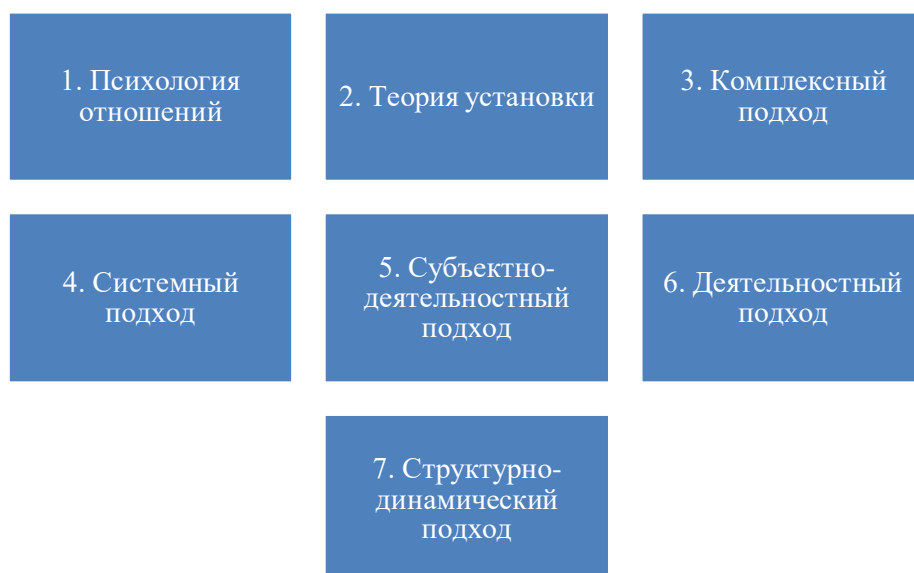 1. Психология
отношений
2. Теория установки
3. Комплексный
подход
4. Системный
подход
5. Субъектно-
деятельностный
подход
6. Деятельностный
подход
7. Структурно-
динамический
подход